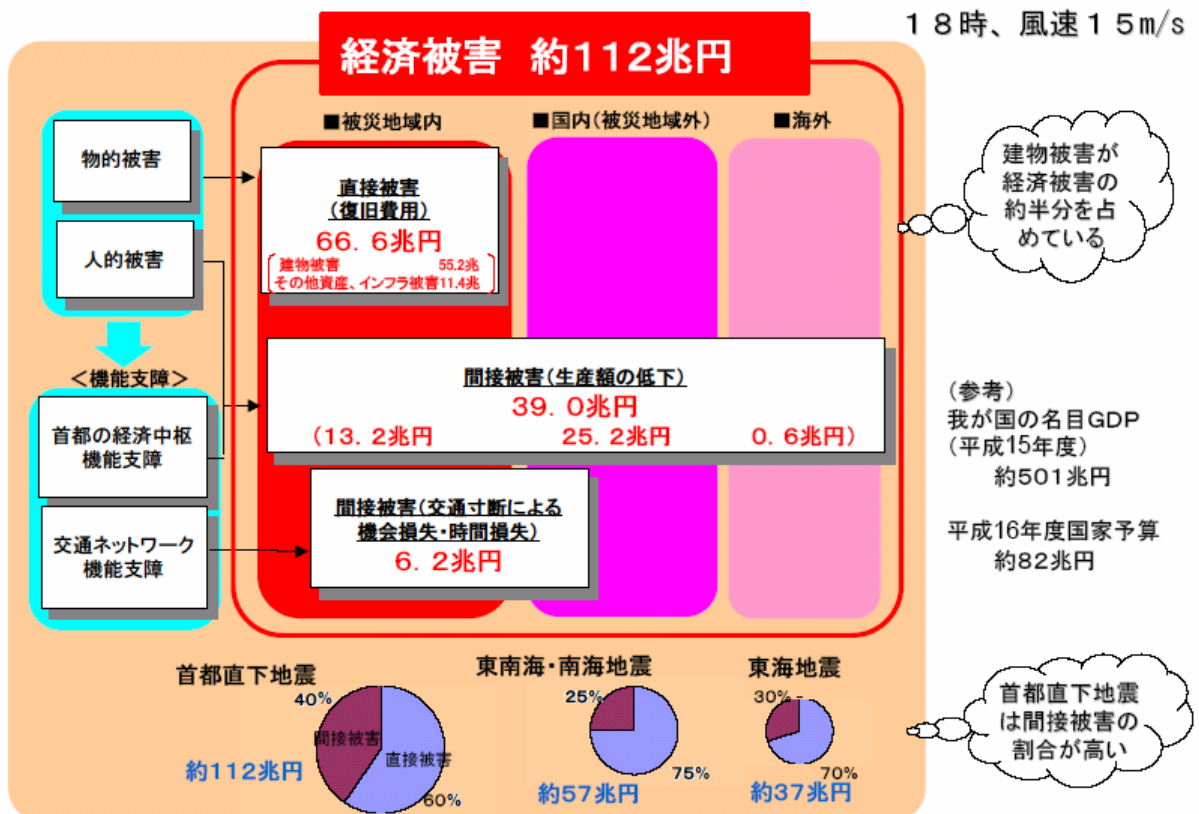 １８時、風速１５m/s
経済被害　約１１２兆円
■被災地域内
■国内（被災地域外）
■海外
物的被害
人的被害
＜機能支障＞
首都の経済中枢
機能支障
交通ネットワーク
機能支障
直接被害
（復旧費用）
６６．６兆円
建物被害　55.2兆
その他資産、インフラ被害11.4兆
間接被害（生産額の低下）
３９．０兆円
（１３．２兆円　２５．２兆円　０．６兆円）
間接被害（交通寸断による
機会損失・時間損失）
６．２兆円
建物被害が
経済被害の
約半分を占
めている
（参考）
我が国の名目GDP
（平成15年度）
約501兆円
平成16年度国家予算
約82兆円
首都直下地震
40%
間接被害
直接被害
60%
約112兆円
東南海・南海地震
25%
75%
約57兆円
東海地震
30%
70%
約37兆円
首都直下地震
は間接被害の
割合が高い